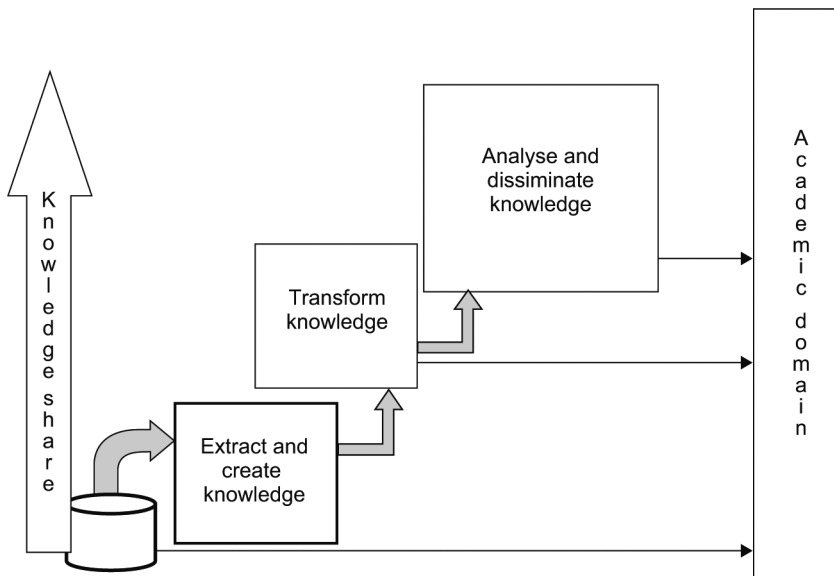 Knowledge share
Extract and
create
knowledge
Transform
knowledge
Analyse and
dissiminate
knowledge
Academic domain